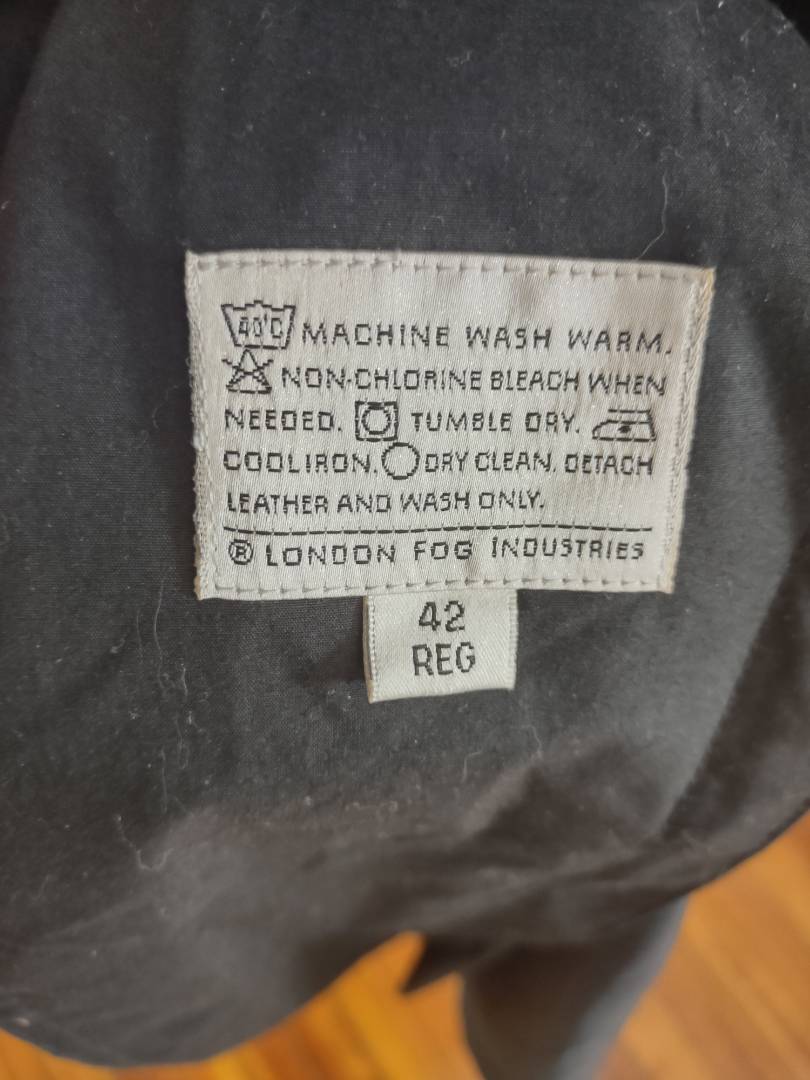 40°C MACHINE WASH WARM.
NON-CHLORINE BLEACH WHEN
NEEDED. TUMBLE DRY.
COOL IRON. DRY CLEAN. DETACH
LEATHER AND WASH ONLY.
® LONDON FOG INDUSTRIES
42
REG